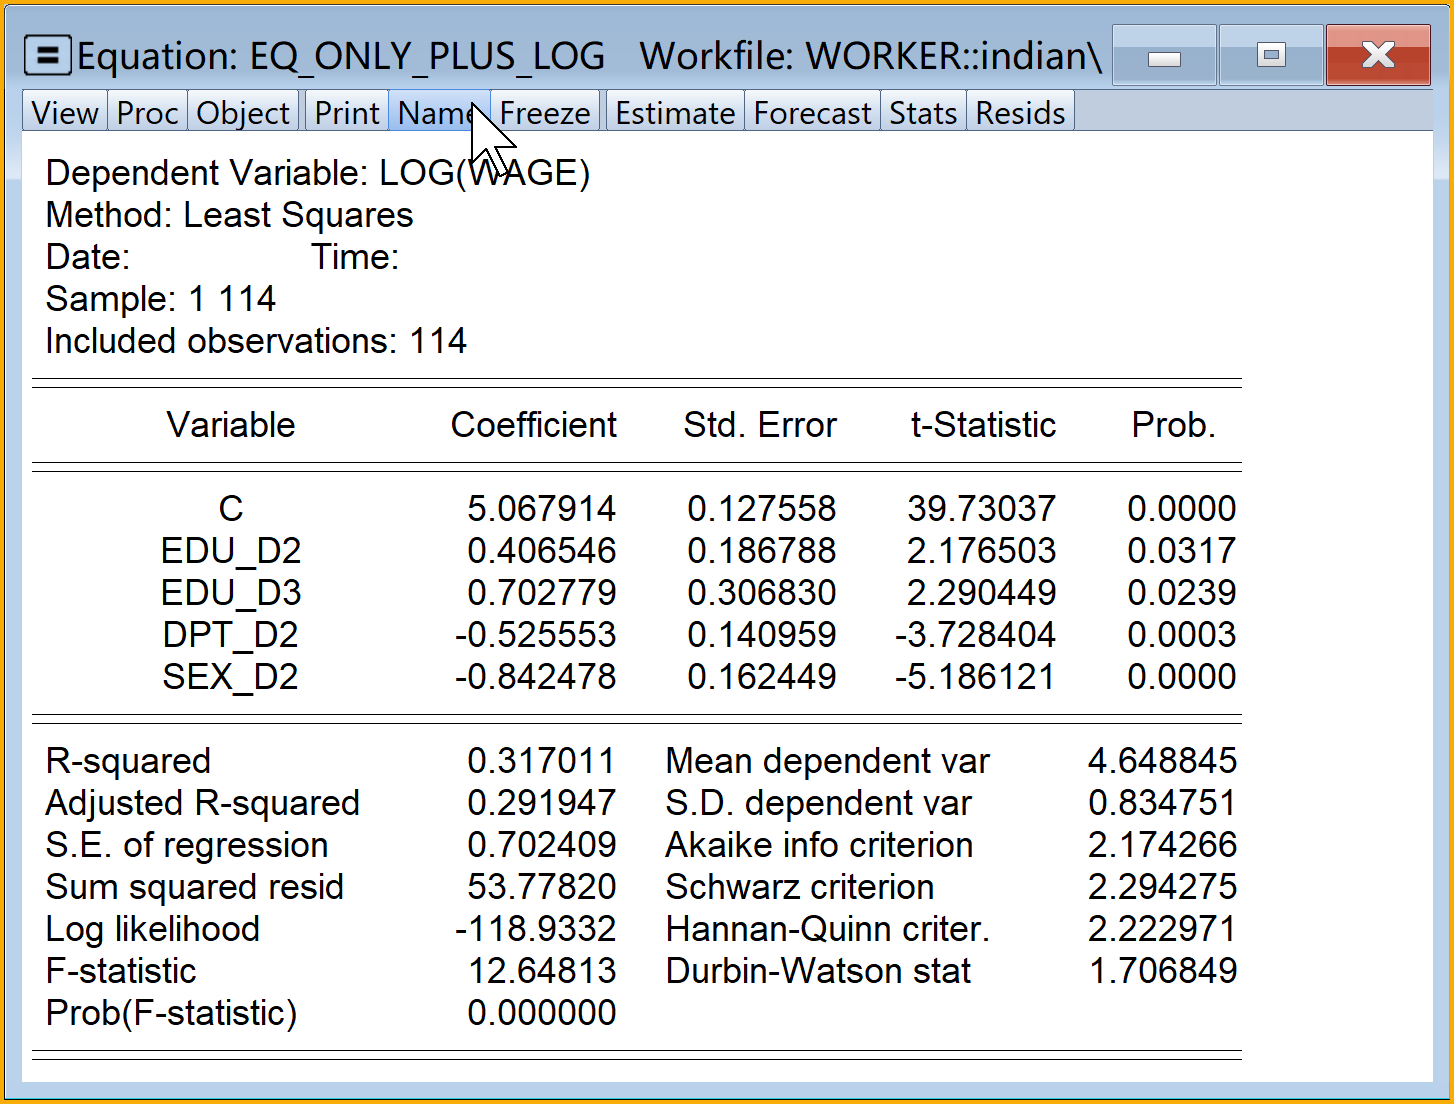 Equation: EQ_ONLY_PLUS_LOG Workfile: WORKER::indian\
View Proc Object Print Name Freeze Estimate Forecast Stats Resids
Dependent Variable: LOG(WAGE)
Method: Least Squares
Date: Time:
Sample: 1 114
Included observations: 114
Variable Coefficient Std. Error t-Statistic Prob.
C 5.067914 0.127558 39.73037 0.0000
EDU_D2 0.406546 0.186788 2.176503 0.0317
EDU_D3 0.702779 0.306830 2.290449 0.0239
DPT_D2 -0.525553 0.140959 -3.728404 0.0003
SEX_D2 -0.842478 0.162449 -5.186121 0.0000
R-squared 0.317011 Mean dependent var 4.648845
Adjusted R-squared 0.291947 S.D. dependent var 0.834751
S.E. of regression 0.702409 Akaike info criterion 2.174266
Sum squared resid 53.77820 Schwarz criterion 2.294275
Log likelihood -118.9332 Hannan-Quinn criter. 2.222971
F-statistic 12.64813 Durbin-Watson stat 1.706849
Prob(F-statistic) 0.000000